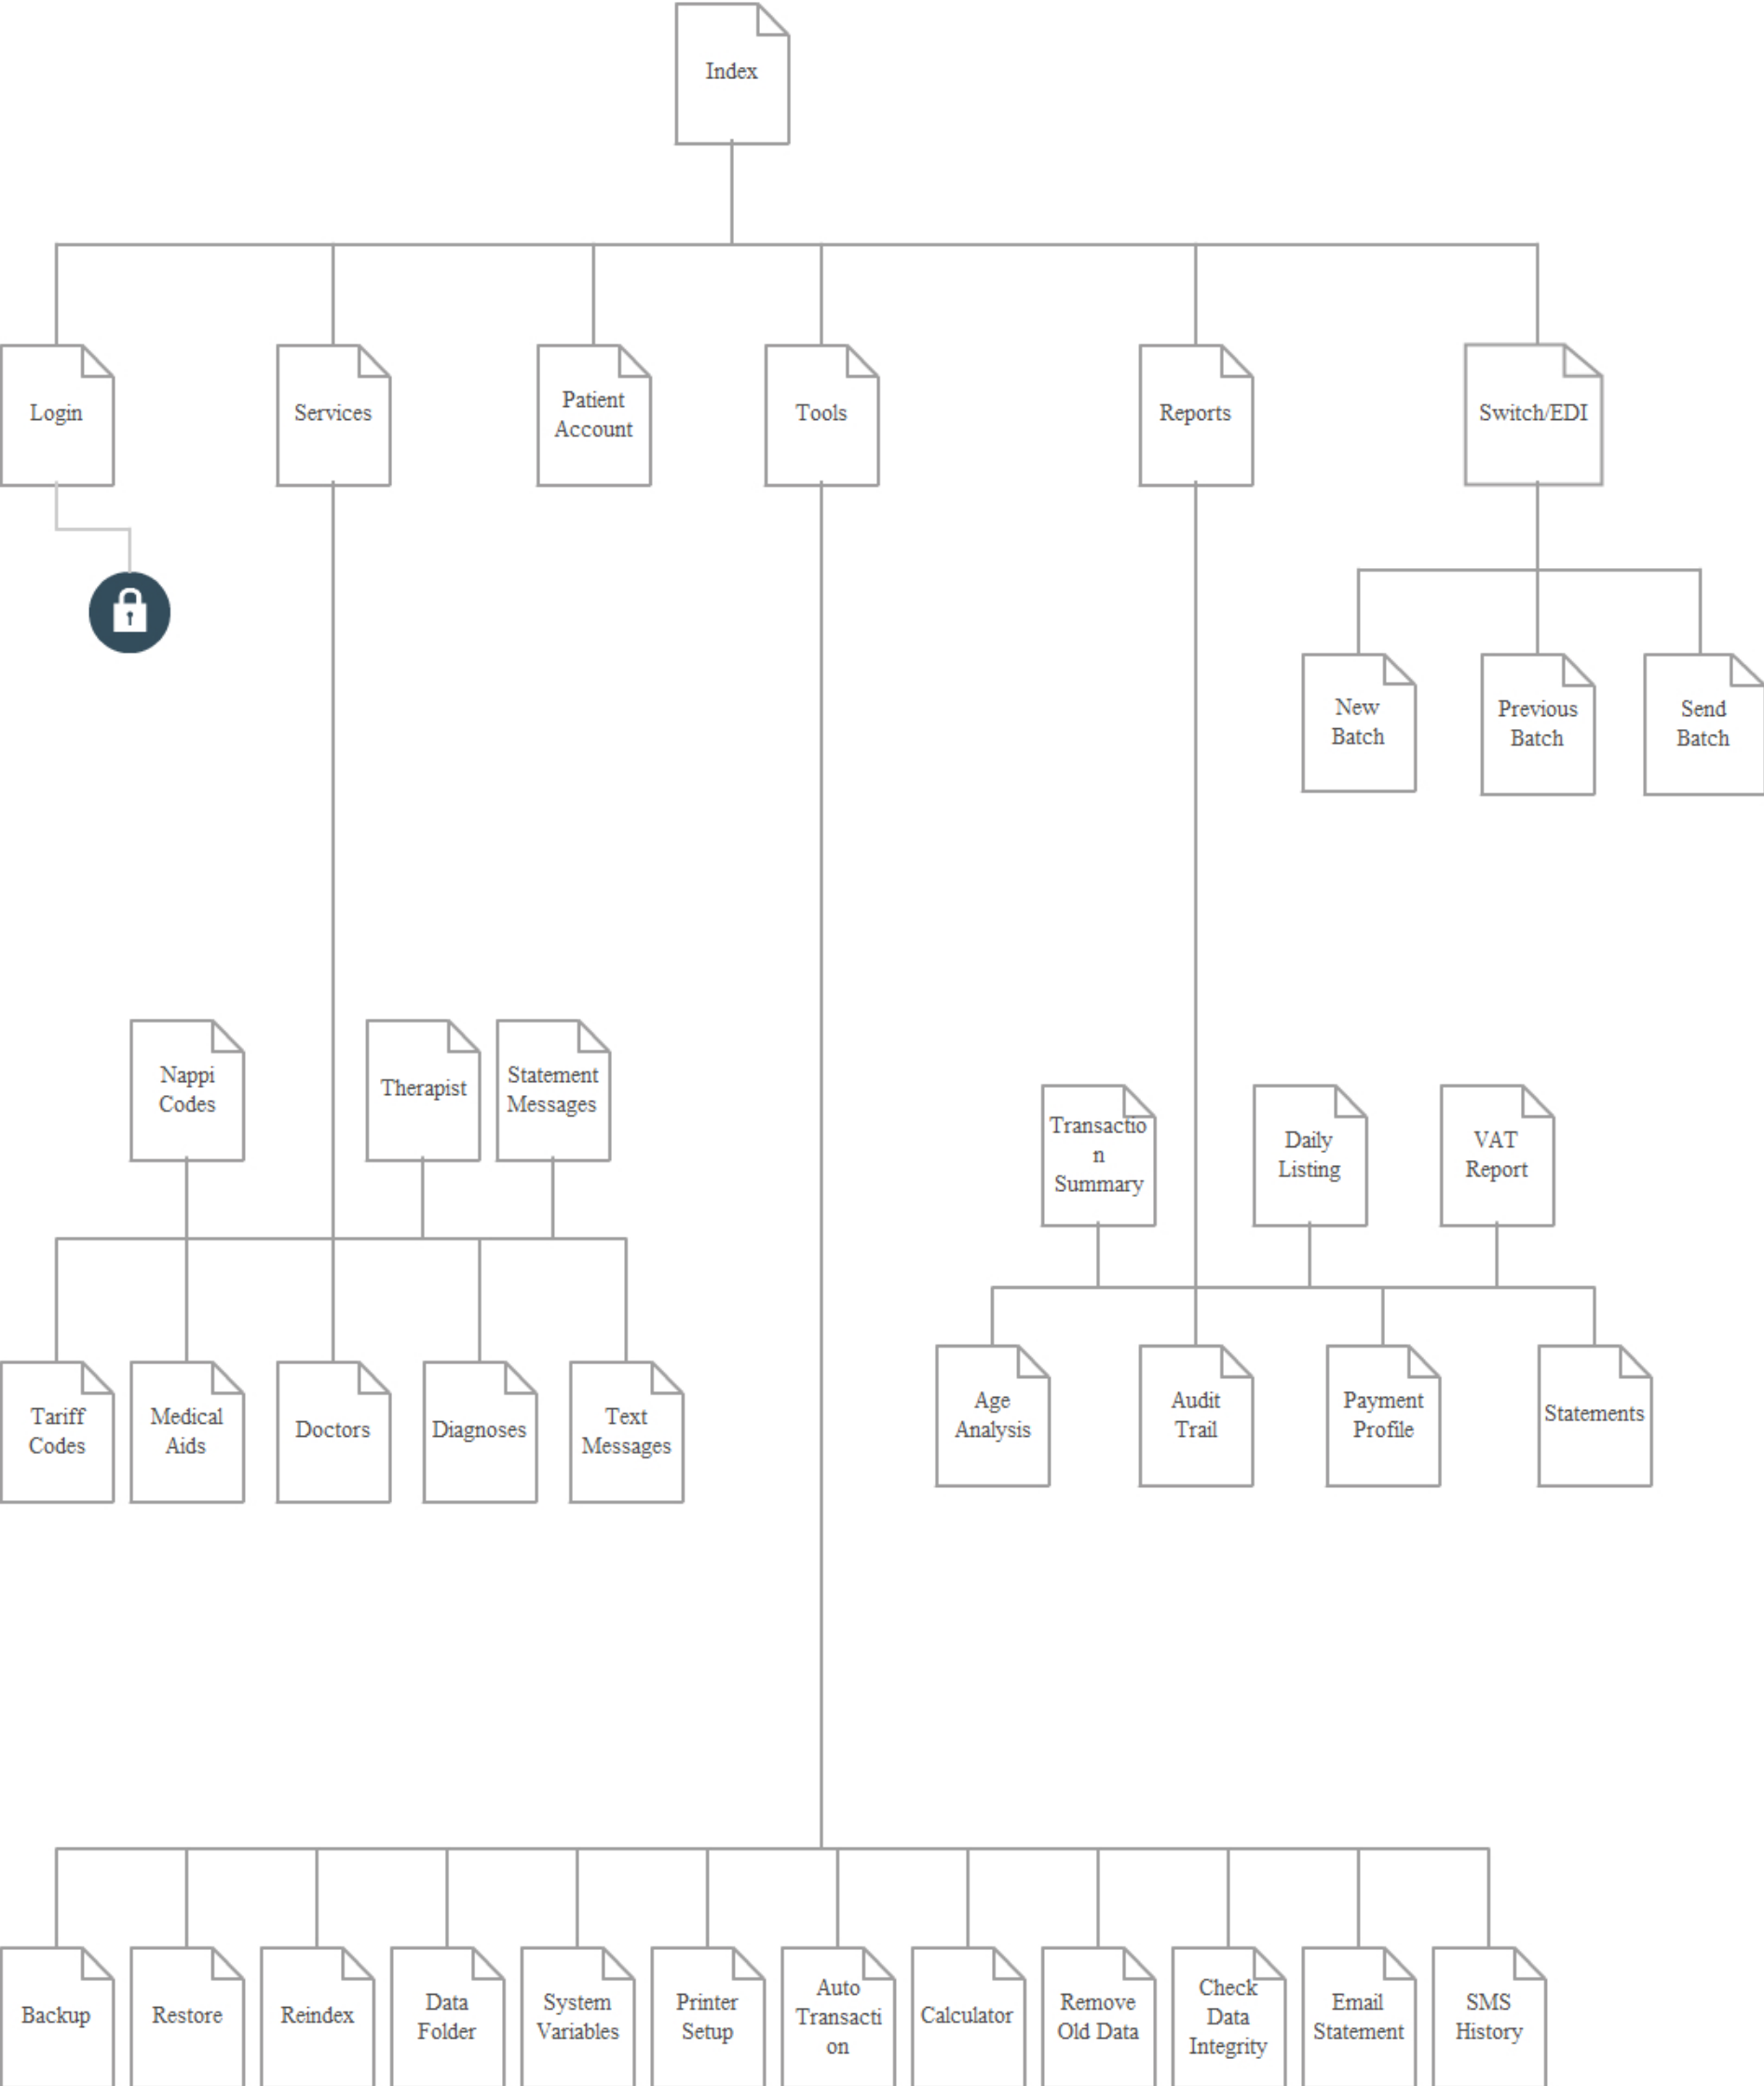 Index
Login
Services
Patient
Account
Tools
Reports
Switch/EDI
New
Batch
Previous
Batch
Send
Batch
Nappi
Codes
Therapist
Statement
Messages
Transactio
n
Summary
Daily
Listing
VAT
Report
Tariff
Codes
Medical
Aids
Doctors
Diagnoses
Text
Messages
Age
Analysis
Audit
Trail
Payment
Profile
Statements
Backup
Restore
Reindex
Data
Folder
System
Variables
Printer
Setup
Auto
Transacti
on
Calculator
Remove
Old Data
Check
Data
Integrity
Email
Statement
SMS
History